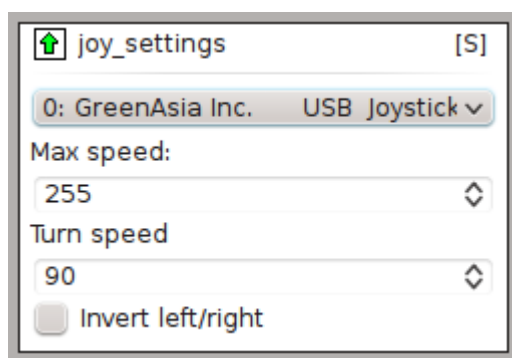 joy_settings [S]
0: GreenAsia Inc. USB Joystick
Max speed:
255
Turn speed
90
Invert left/right